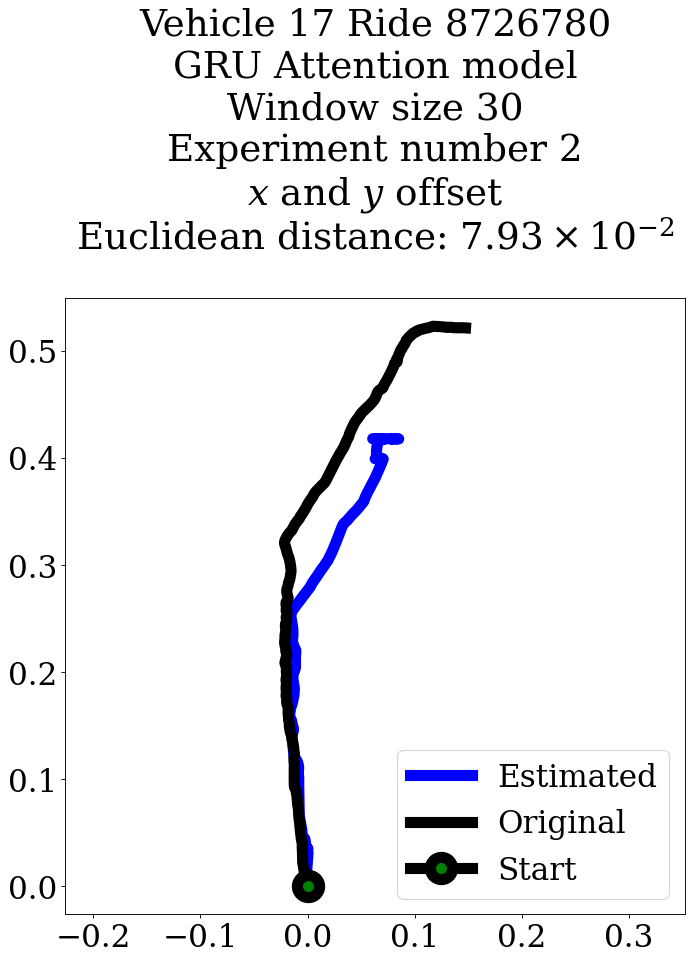 Vehicle 17 Ride 8726780
GRU Attention model
Window size 30
Experiment number 2
x and y offset
Euclidean distance: 7.93 × 10⁻²
0.5
0.4
0.3
0.2
0.1
0.0
Estimated
Original
Start
−0.2 −0.1 0.0 0.1 0.2 0.3